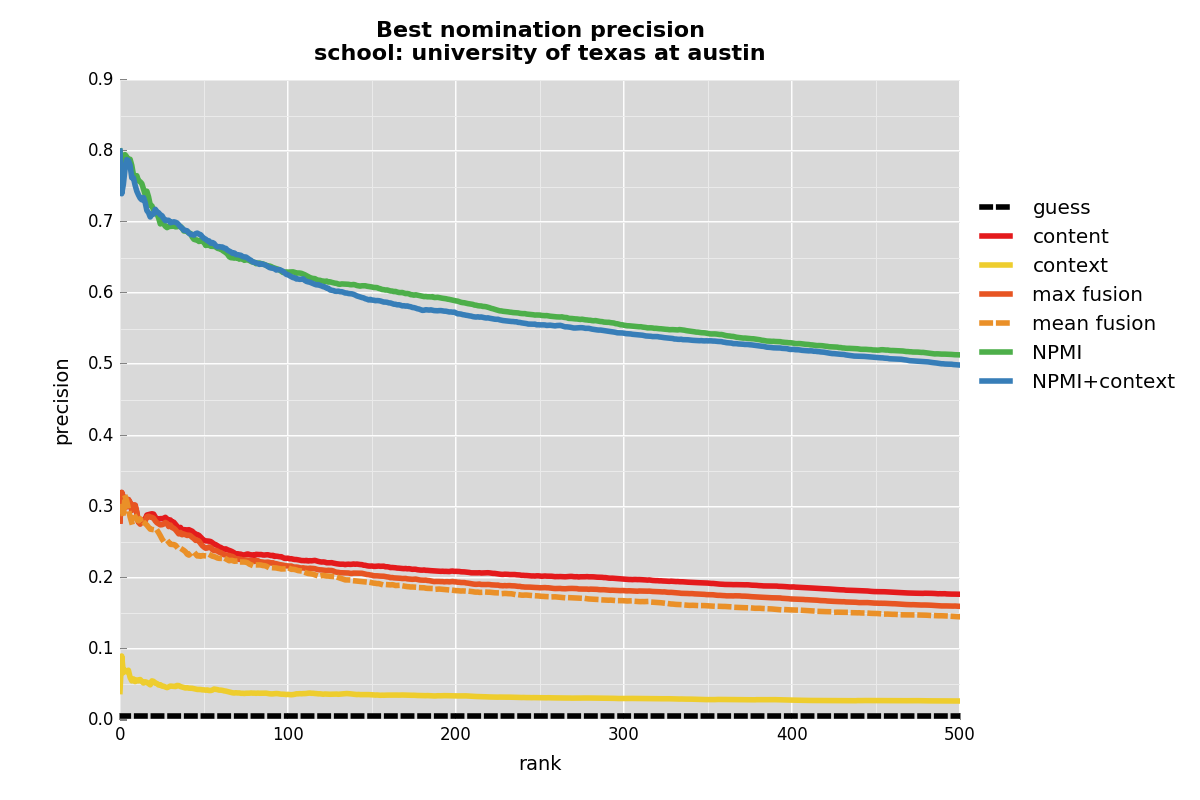 Best nomination precision
school: university of texas at austin
0.9
0.8
0.7
0.6
0.5
0.4
0.3
0.2
0.1
0.0
precision
0 100 200 300 400 500
rank
guess
content
context
max fusion
mean fusion
NPMI
NPMI+context